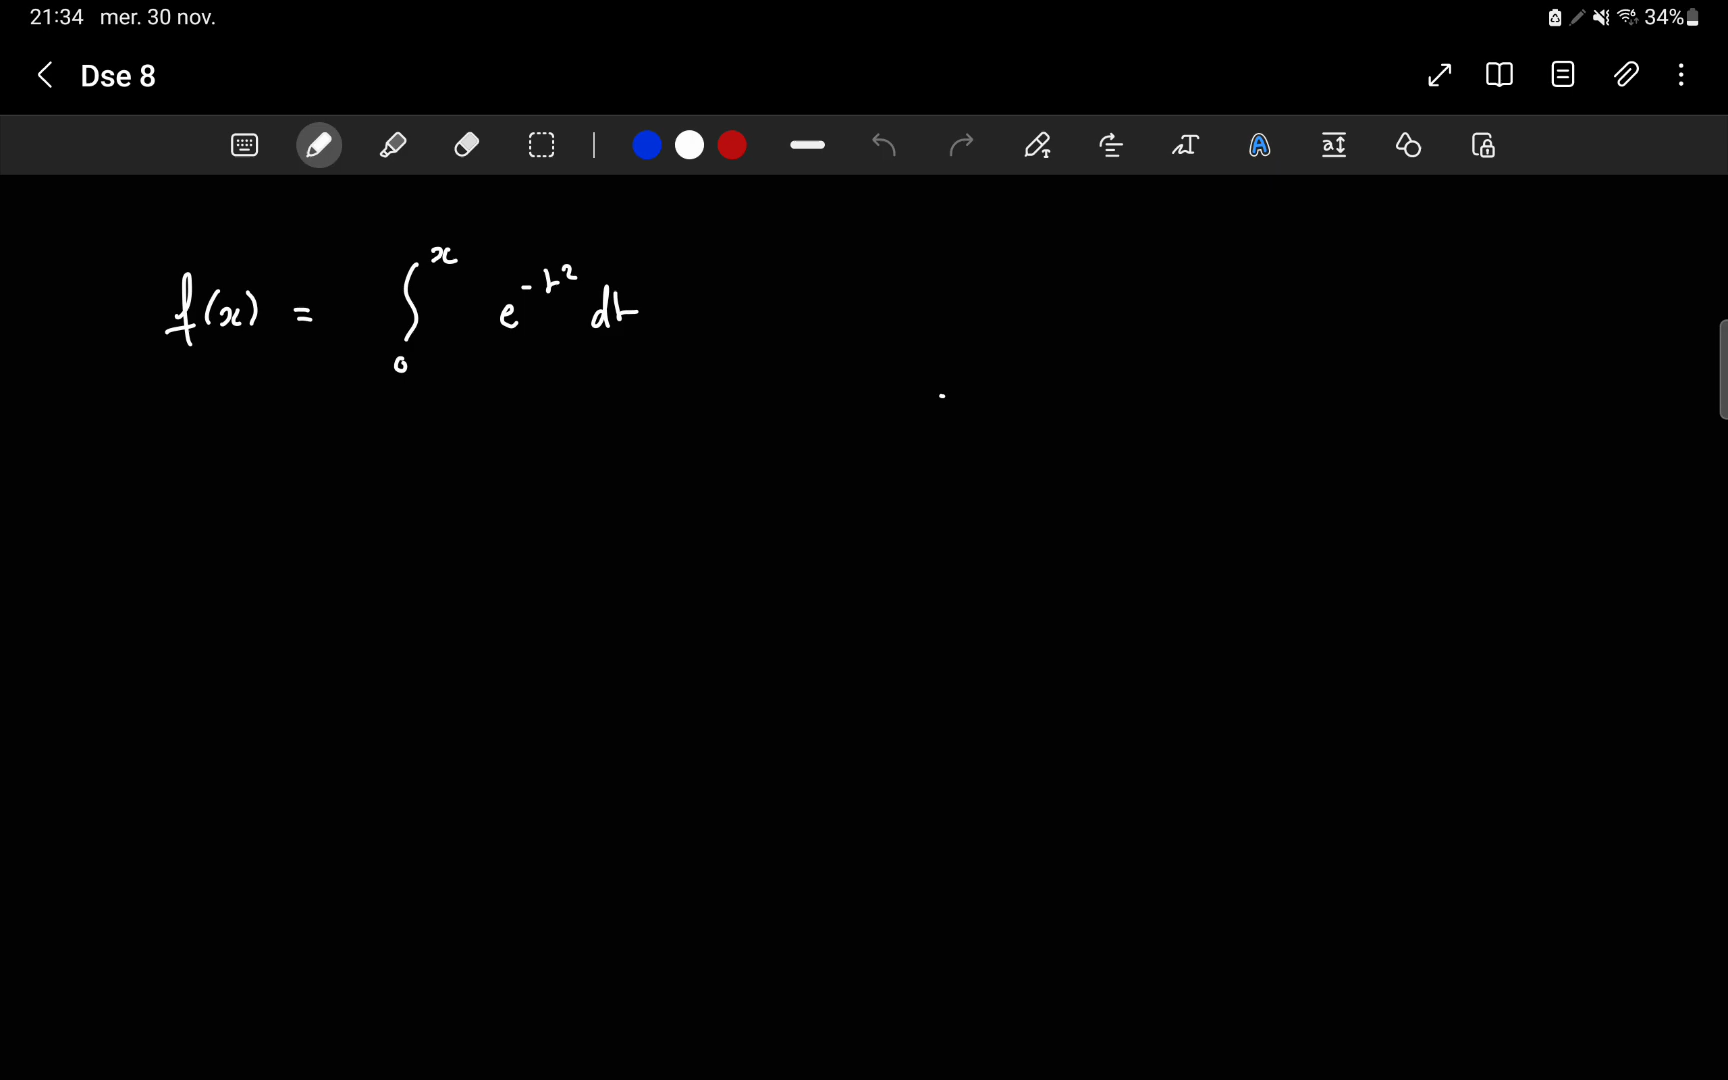 21:34 mer. 30 nov. 34%
Dse 8
f(x) = ∫₀ˣ e^{-t²} dt